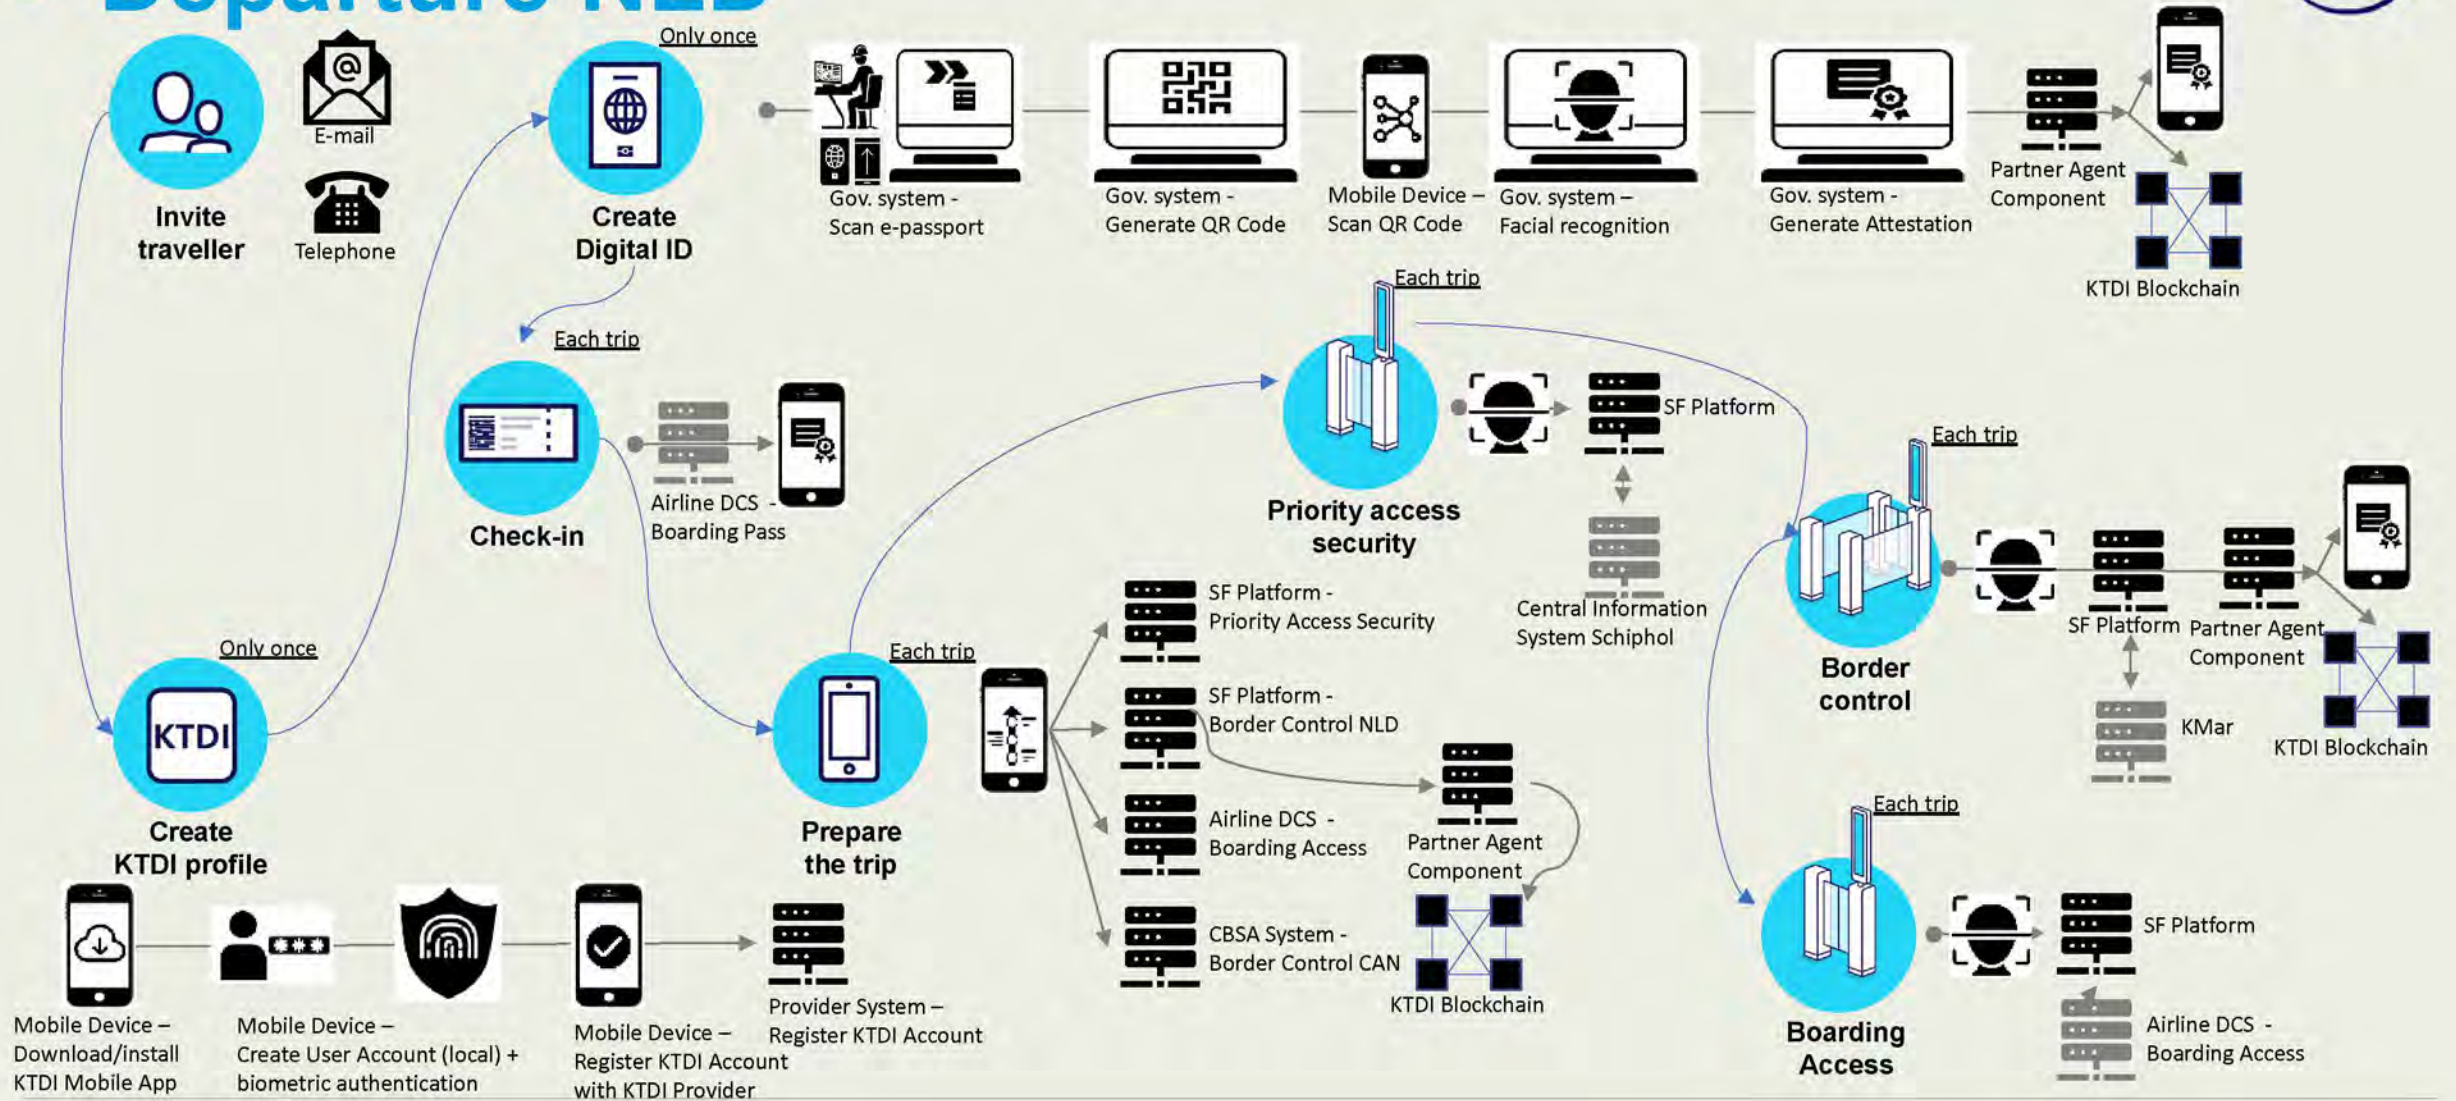 Departure NLD
Only once
E-mail
Telephone
Invite
traveller
Create
Digital ID
Gov. system -
Scan e-passport
Gov. system -
Generate QR Code
Mobile Device –
Scan QR Code
Gov. system –
Facial recognition
Gov. system -
Generate Attestation
Partner Agent
Component
KTDI Blockchain
Each trip
Check-in
Airline DCS -
Boarding Pass
Each trip
Priority access
security
SF Platform
Central Information
System Schiphol
Each trip
Border
control
SF Platform
Partner Agent
Component
KMar
KTDI Blockchain
Only once
KTDI
Create
KTDI profile
Each trip
Prepare
the trip
SF Platform -
Priority Access Security
SF Platform -
Border Control NLD
Airline DCS -
Boarding Access
CBSA System -
Border Control CAN
Partner Agent
Component
KTDI Blockchain
Each trip
Boarding
Access
SF Platform
Airline DCS -
Boarding Access
Mobile Device –
Download/install
KTDI Mobile App
Mobile Device –
Create User Account (local) +
biometric authentication
Mobile Device –
Register KTDI Account
with KTDI Provider
Provider System –
Register KTDI Account